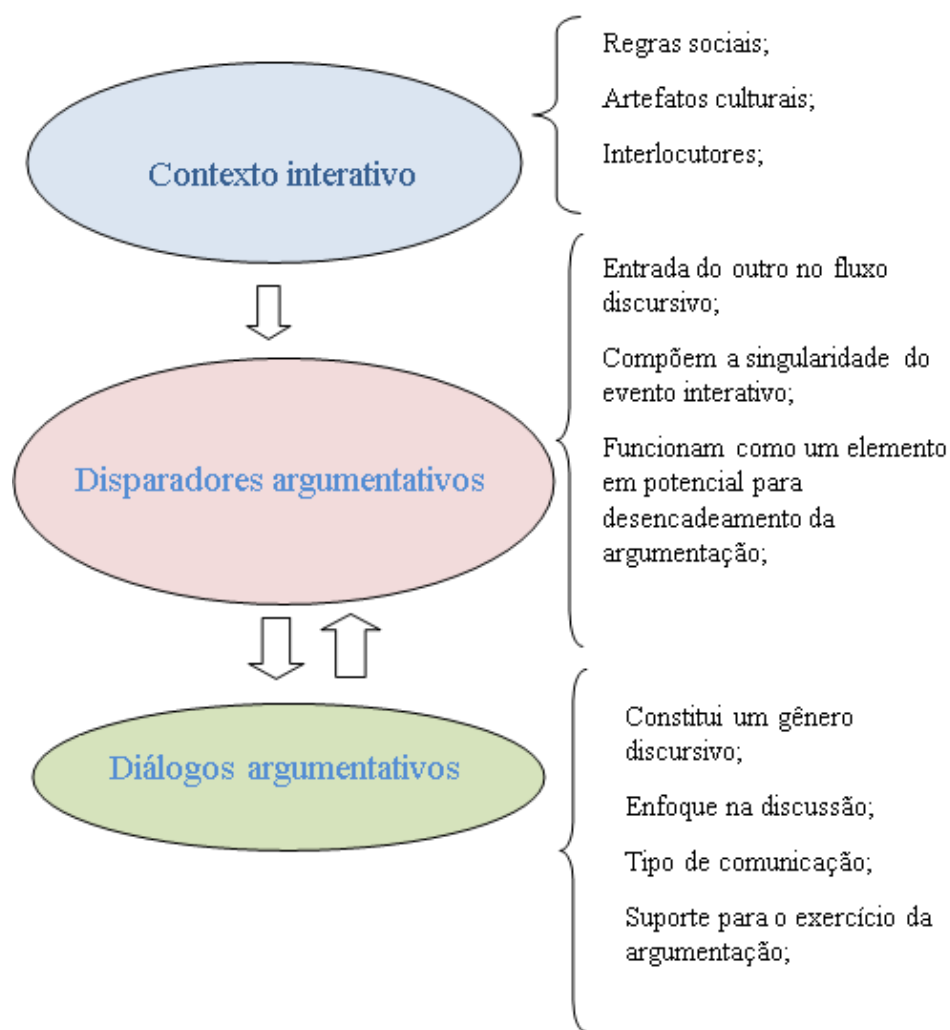 Regras sociais;
Artefatos culturais;
Interlocutores;
Contexto interativo
Entrada do outro no fluxo
discursivo;
Compõem a singularidade do
evento interativo;
Funcionam como um elemento
em potencial para
desencadeamento da
argumentação;
Disparadores argumentativos
Constitui um gênero
discursivo;
Enfoque na discussão;
Tipo de comunicação;
Suporte para o exercício da
argumentação;
Diálogos argumentativos